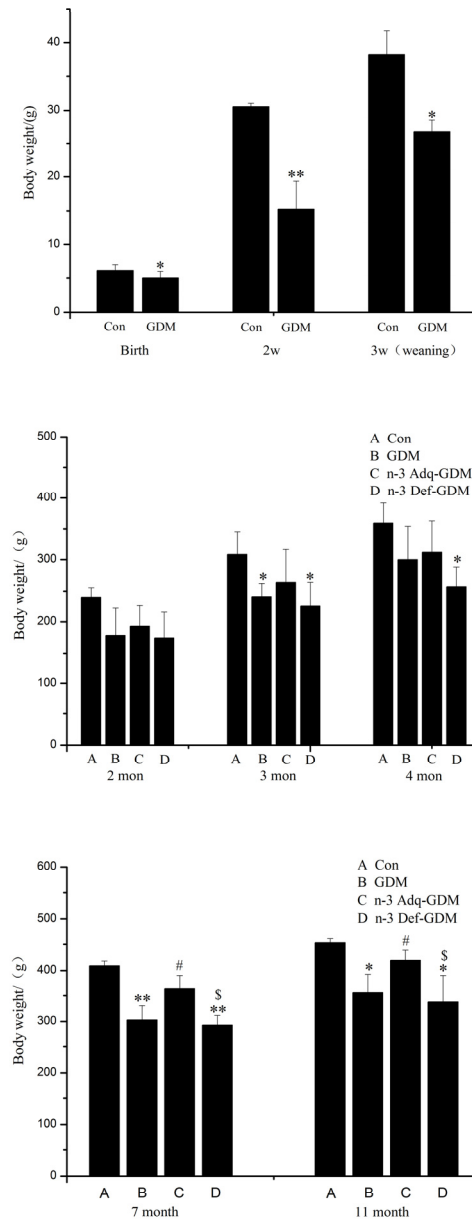 Body weight/(g)
40
30
20
10
0
*
**
*
Con GDM Con GDM Con GDM
Birth 2w 3w（weaning）
Body weight/（g）
500
400
300
200
100
0
A Con
B GDM
C n-3 Adq-GDM
D n-3 Def-GDM
* * *
A B C D A B C D A B C D
2 mon 3 mon 4 mon
Body weight/（g）
600
500
400
300
200
100
0
A Con
B GDM
C n-3 Adq-GDM
D n-3 Def-GDM
** # $ ** * # $ *
A B C D A B C D
7 month 11 month